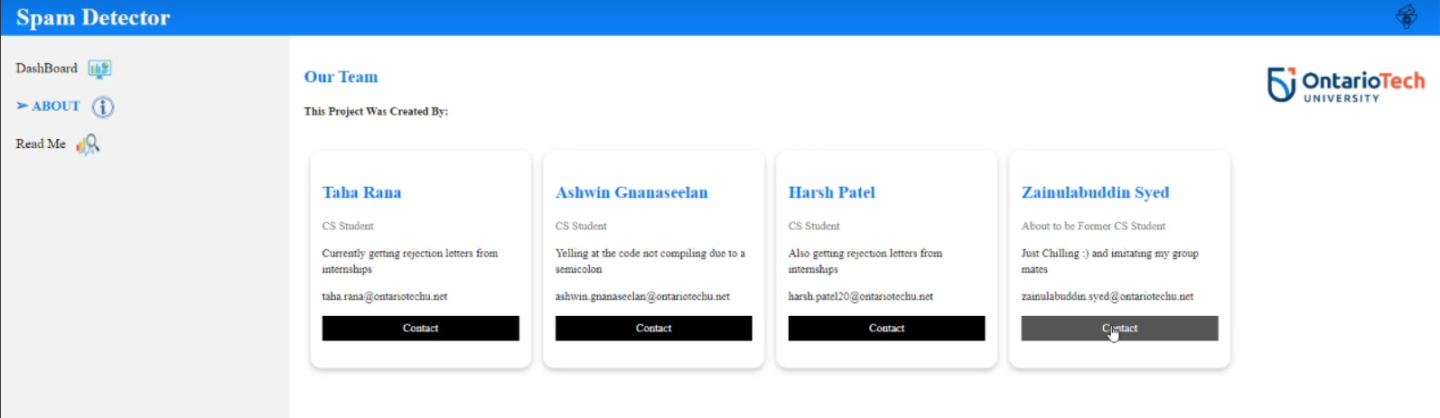 Spam Detector
DashBoard
➤ ABOUT
Read Me
Our Team
This Project Was Created By:
OntarioTech
UNIVERSITY
Taha Rana
CS Student
Currently getting rejection letters from
internships
taha.rana@ontariotechu.net
Contact
Ashwin Gnanaseelan
CS Student
Yelling at the code not compiling due to a
semicolon
ashwin.gnanaseelan@ontariotechu.net
Contact
Harsh Patel
CS Student
Also getting rejection letters from
internships
harsh.patel20@ontariotechu.net
Contact
Zainulabuddin Syed
About to be Former CS Student
Just Chilling :) and imitating my group
mates
zainulabuddin.syed@ontariotechu.net
Contact